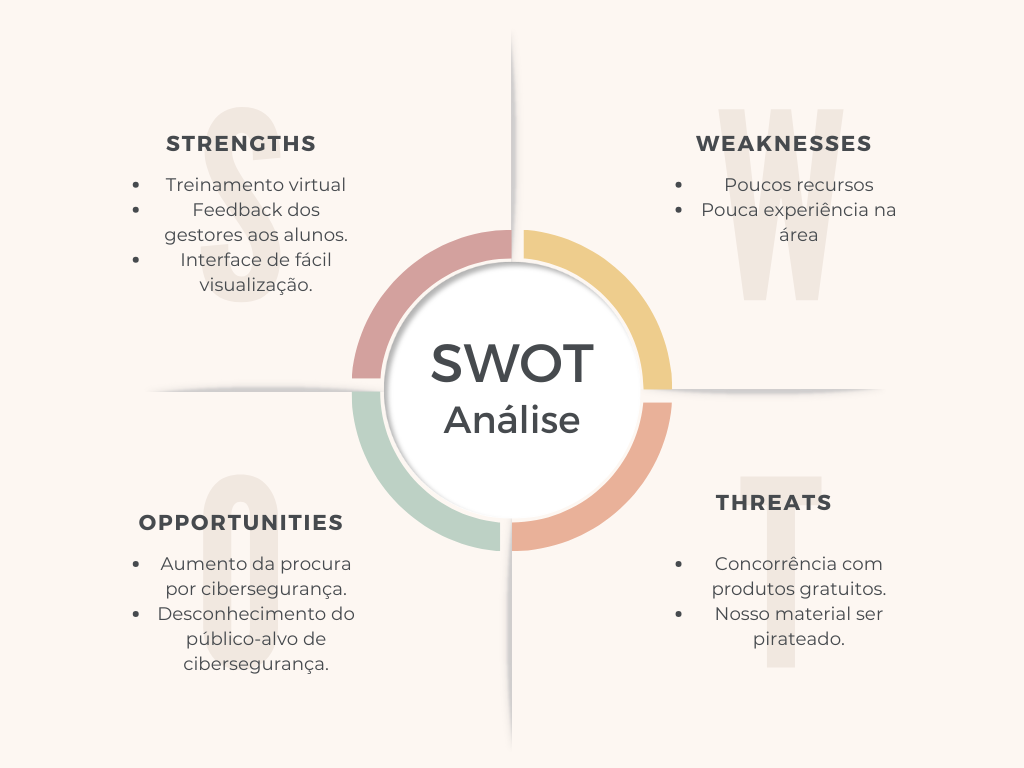 S
STRENGTHS
• Treinamento virtual
• Feedback dos
gestores aos alunos.
• Interface de fácil
visualização.
W
WEAKNESSES
• Poucos recursos
• Pouca experiência na
área
SWOT
Análise
O
OPPORTUNITIES
• Aumento da procura
por cibersegurança.
• Desconhecimento do
público-alvo de
cibersegurança.
T
THREATS
• Concorrência com
produtos gratuitos.
• Nosso material ser
pirateado.